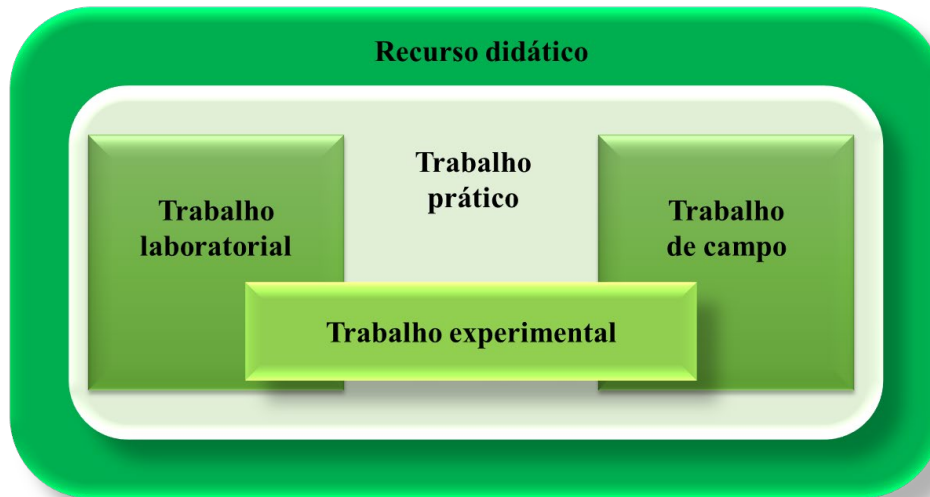 Recurso didático
Trabalho
prático
Trabalho
laboratorial
Trabalho
de campo
Trabalho experimental